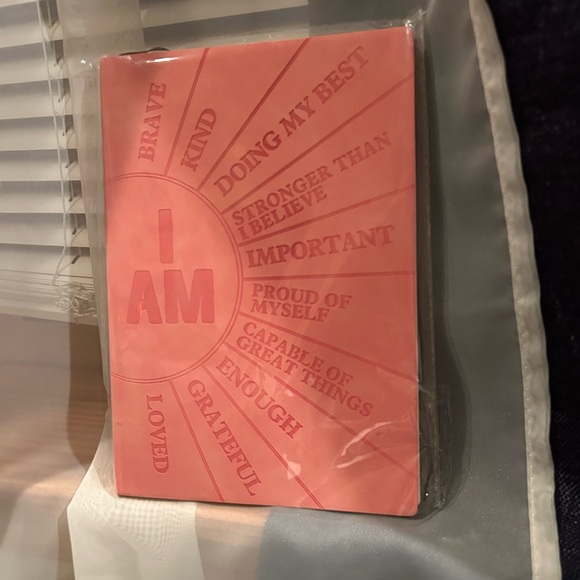 I
AM
BRAVE
KIND
DOING MY BEST
STRONGER THAN
I BELIEVE
IMPORTANT
PROUD OF
MYSELF
CAPABLE OF
GREAT THINGS
ENOUGH
GRATEFUL
LOVED